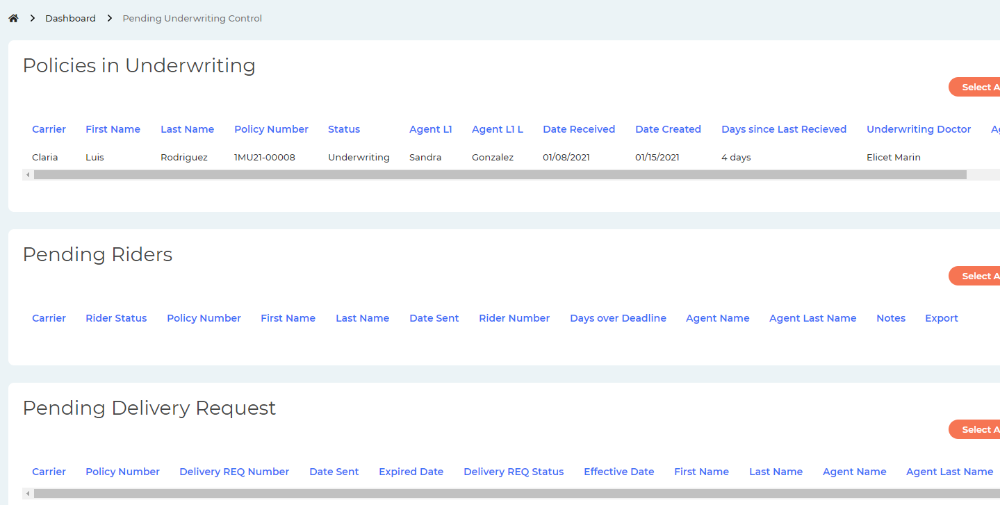 Dashboard Pending Underwriting Control
Policies in Underwriting
Select A
Carrier First Name Last Name Policy Number Status Agent L1 Agent L1 L Date Received Date Created Days since Last Recieved Underwriting Doctor Ag
Claria Luis Rodriguez 1MU21-00008 Underwriting Sandra Gonzalez 01/08/2021 01/15/2021 4 days Elicet Marin
Pending Riders
Select A
Carrier Rider Status Policy Number First Name Last Name Date Sent Rider Number Days over Deadline Agent Name Agent Last Name Notes Export
Pending Delivery Request
Select A
Carrier Policy Number Delivery REQ Number Date Sent Expired Date Delivery REQ Status Effective Date First Name Last Name Agent Name Agent Last Name